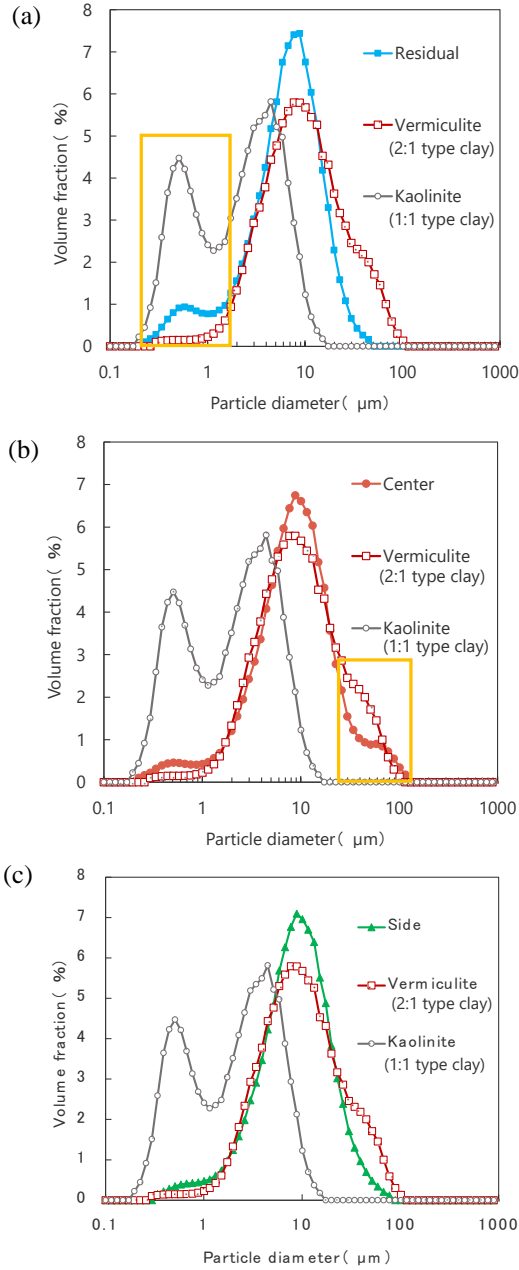 (a)
8
7
6
5
4
3
2
1
0
Volume fraction( %)
Residual
Vermiculite
(2:1 type clay)
Kaolinite
(1:1 type clay)
0.1 1 10 100 1000
Particle diameter( μm)
(b)
8
7
6
5
4
3
2
1
0
Volume fraction( %)
Center
Vermiculite
(2:1 type clay)
Kaolinite
(1:1 type clay)
0.1 1 10 100 1000
Particle diameter( μm)
(c)
8
7
6
5
4
3
2
1
0
Volume fraction( %)
Side
Vermiculite
(2:1 type clay)
Kaolinite
(1:1 type clay)
0.1 1 10 100 1000
Particle diameter( μm)